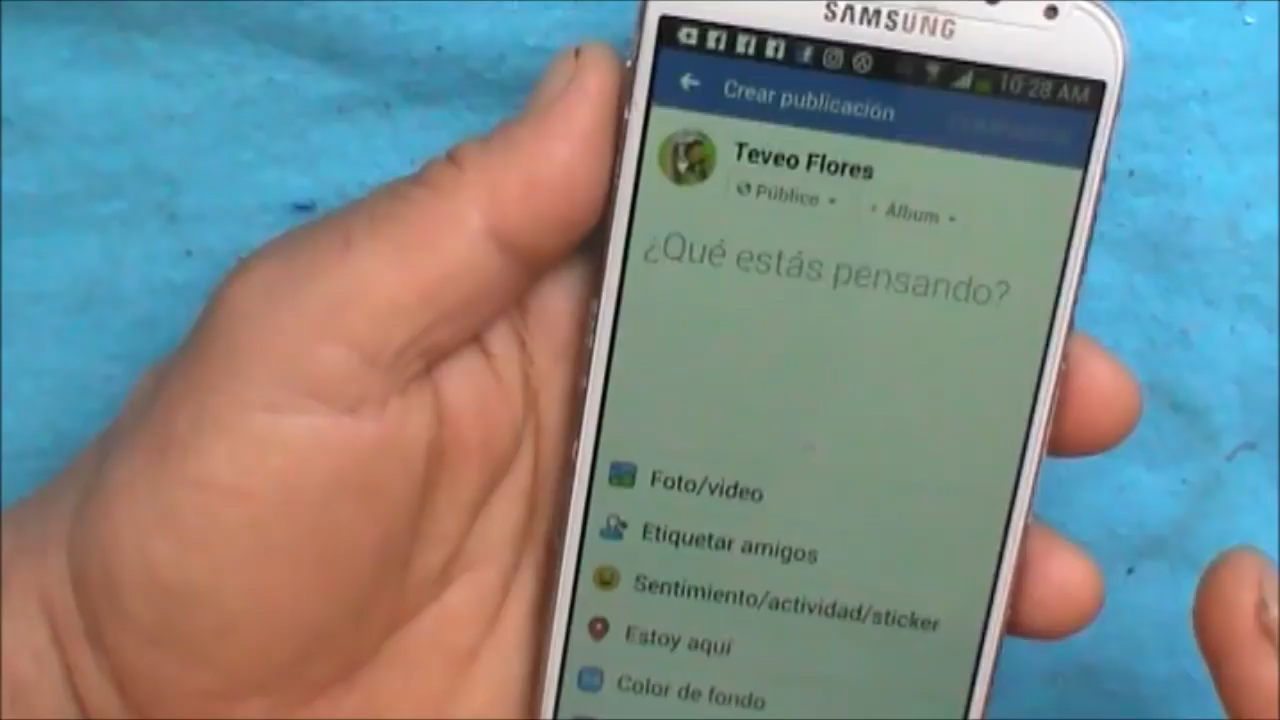 SAMSUNG
10:28 AM
Crear publicación
Teveo Flores
Público
Álbum
¿Qué estás pensando?
Foto/video
Etiquetar amigos
Sentimiento/actividad/sticker
Estoy aquí
Color de fondo